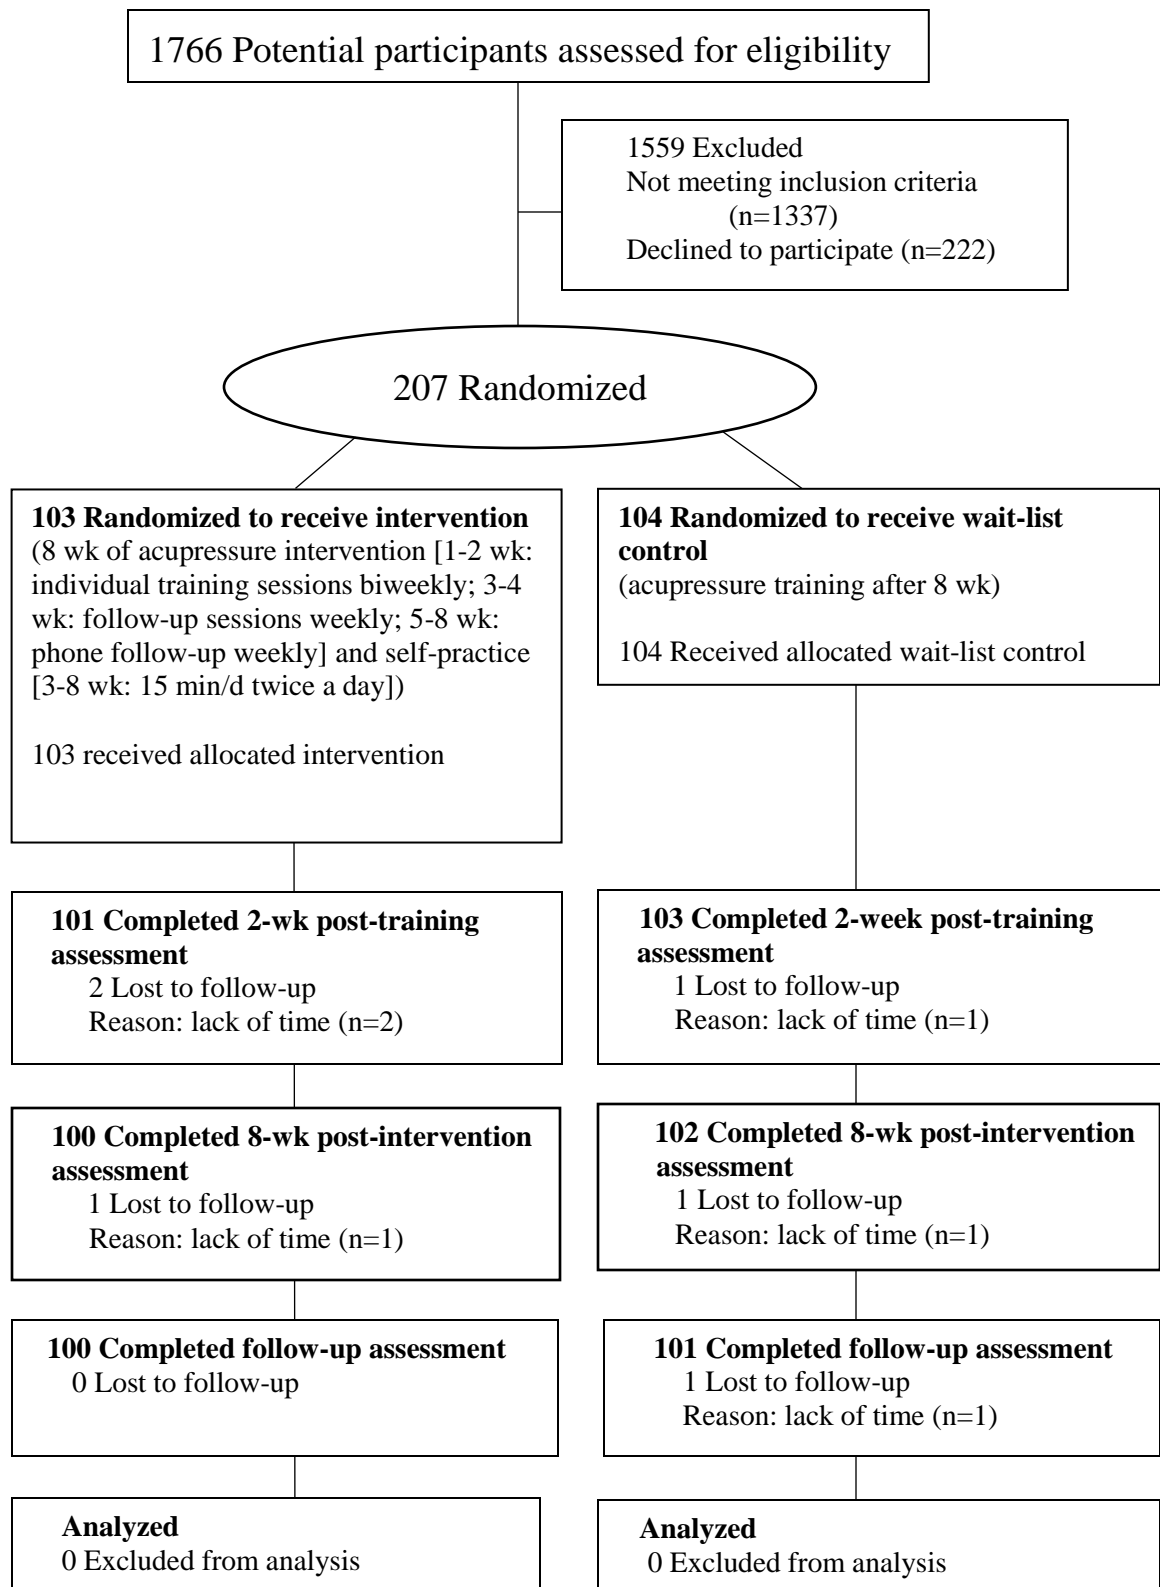 1766 Potential participants assessed for eligibility
1559 Excluded
Not meeting inclusion criteria
(n=1337)
Declined to participate (n=222)
207 Randomized
103 Randomized to receive intervention
(8 wk of acupressure intervention [1-2 wk:
individual training sessions biweekly; 3-4
wk: follow-up sessions weekly; 5-8 wk:
phone follow-up weekly] and self-practice
[3-8 wk: 15 min/d twice a day])
103 received allocated intervention
104 Randomized to receive wait-list
control
(acupressure training after 8 wk)
104 Received allocated wait-list control
101 Completed 2-wk post-training
assessment
2 Lost to follow-up
Reason: lack of time (n=2)
103 Completed 2-week post-training
assessment
1 Lost to follow-up
Reason: lack of time (n=1)
100 Completed 8-wk post-intervention
assessment
1 Lost to follow-up
Reason: lack of time (n=1)
102 Completed 8-wk post-intervention
assessment
1 Lost to follow-up
Reason: lack of time (n=1)
100 Completed follow-up assessment
0 Lost to follow-up
101 Completed follow-up assessment
1 Lost to follow-up
Reason: lack of time (n=1)
Analyzed
0 Excluded from analysis
Analyzed
0 Excluded from analysis